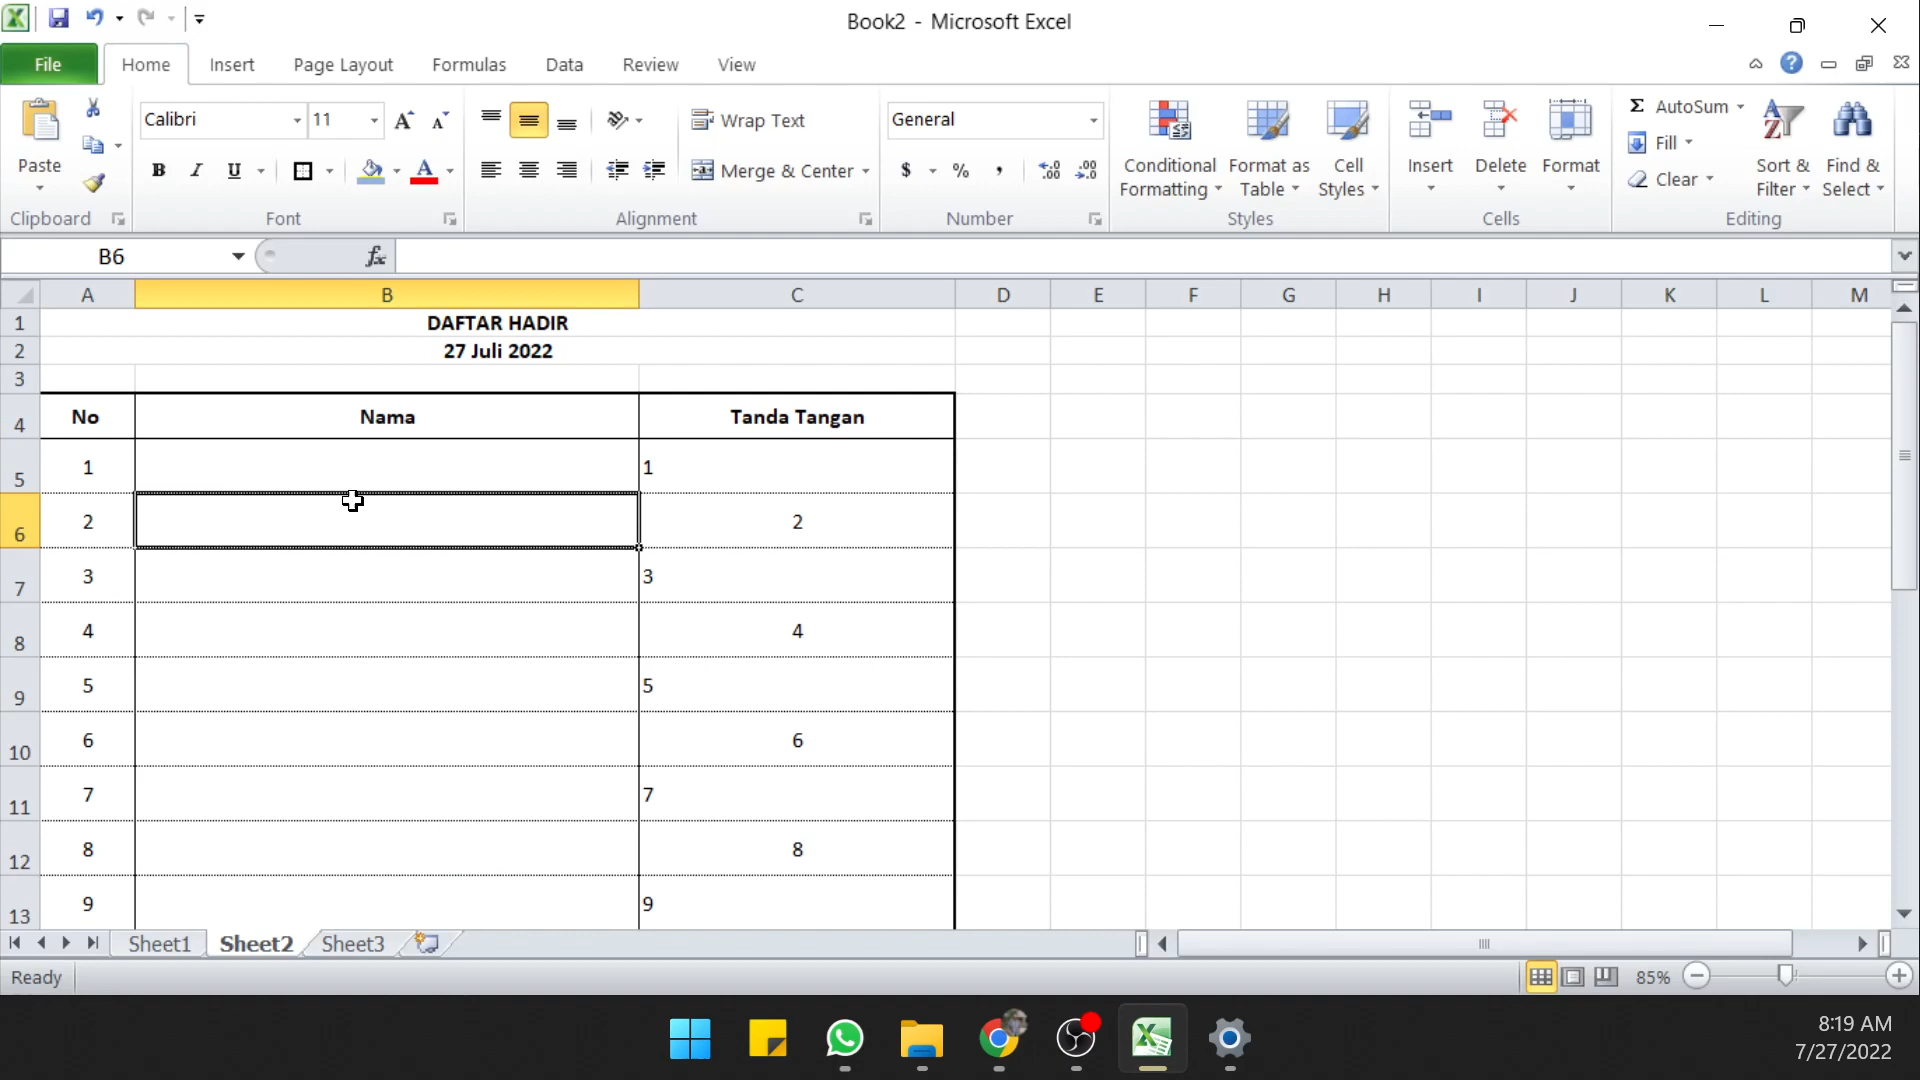 Book2 - Microsoft Excel
File Home Insert Page Layout Formulas Data Review View
Paste
Clipboard
Calibri 11
B I U A
Font
Wrap Text
Merge & Center
Alignment
General
$ % ,
Number
Conditional Formatting
Format as Table
Cell Styles
Styles
Insert Delete Format
Cells
Σ AutoSum
Fill
Clear
Sort & Filter
Find & Select
Editing
B6 fx
A B C D E F G H I J K L M
1 DAFTAR HADIR
2 27 Juli 2022
3
4 No Nama Tanda Tangan
5 1 1
6 2 2
7 3 3
8 4 4
9 5 5
10 6 6
11 7 7
12 8 8
13 9 9
Sheet1 Sheet2 Sheet3
Ready 85%
8:19 AM
7/27/2022